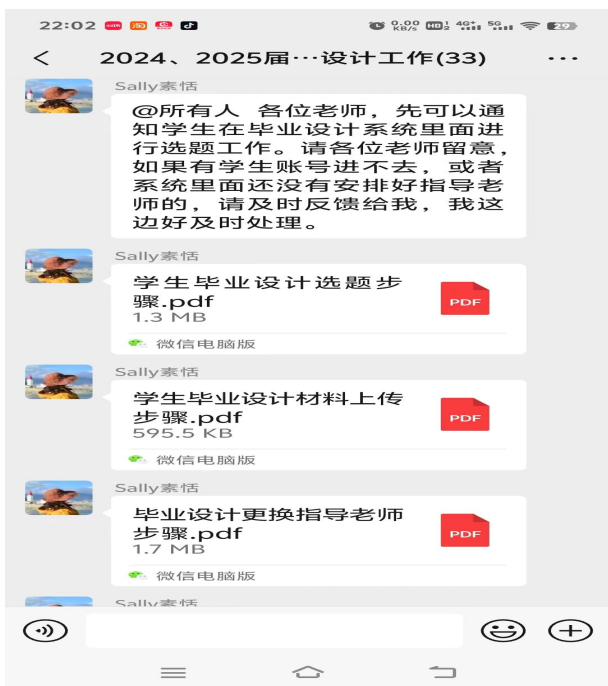 22:02
0.00
KB/s
HD
4G+
5G
29
2024、2025届…设计工作(33)
Sally素恬
@所有人 各位老师，先可以通
知学生在毕业设计系统里面进
行选题工作。请各位老师留意，
如果有学生账号进不去，或者
系统里面还没有安排好指导老
师的，请及时反馈给我，我这
边好及时处理。
Sally素恬
学生毕业设计选题步
骤.pdf
1.3 MB
PDF
微信电脑版
Sally素恬
学生毕业设计材料上传
步骤.pdf
595.5 KB
PDF
微信电脑版
Sally素恬
毕业设计更换指导老师
步骤.pdf
1.7 MB
PDF
微信电脑版
Sally素恬